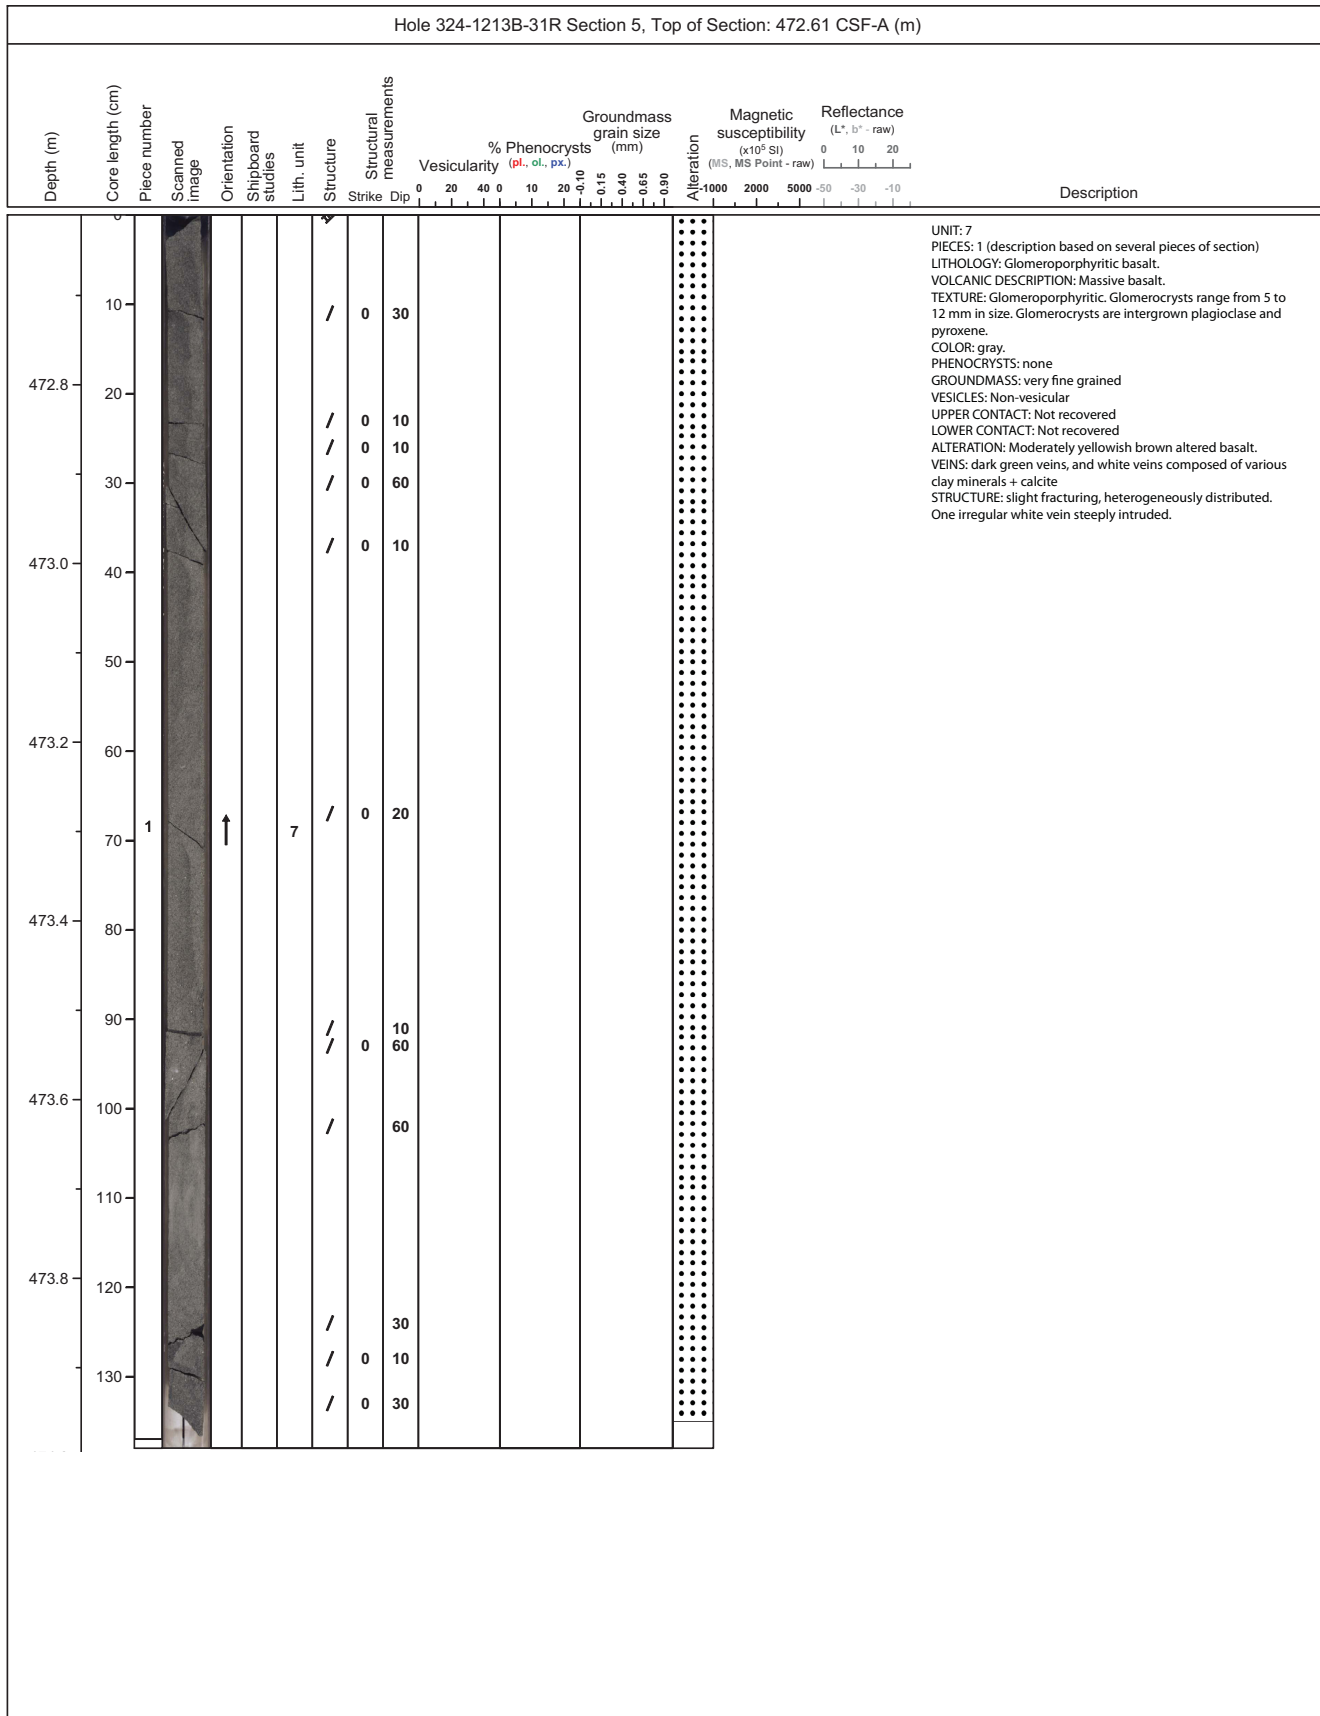 Hole 324-1213B-31R Section 5, Top of Section: 472.61 CSF-A (m)
Depth (m)
Core length (cm)
Piece number
Scanned
image
Orientation
Shipboard
studies
Lith. unit
Structure
Structural
measurements
Strike Dip
Vesicularity
0 20 40
% Phenocrysts
(pl., ol., px.)
0 10 20
Groundmass
grain size
(mm)
-0.10
0.15
0.40
0.65
0.90
Alteration
Magnetic
susceptibility
(x10⁵ SI)
(MS, MS Point - raw)
-1000 2000 5000
Reflectance
(L*, b* - raw)
0 10 20
-50 -30 -10
Description
0
10
0 30
472.8
20
0 10
0 10
30
0 60
0 10
473.0
40
50
473.2
60
0 20
1
7
70
473.4
80
90
10
0 60
473.6
100
60
110
473.8
120
30
0 10
130
0 30
UNIT: 7
PIECES: 1 (description based on several pieces of section)
LITHOLOGY: Glomeroporphyritic basalt.
VOLCANIC DESCRIPTION: Massive basalt.
TEXTURE: Glomeroporphyritic. Glomerocrysts range from 5 to
12 mm in size. Glomerocrysts are intergrown plagioclase and
pyroxene.
COLOR: gray.
PHENOCRYSTS: none
GROUNDMASS: very fine grained
VESICLES: Non-vesicular
UPPER CONTACT: Not recovered
LOWER CONTACT: Not recovered
ALTERATION: Moderately yellowish brown altered basalt.
VEINS: dark green veins, and white veins composed of various
clay minerals + calcite
STRUCTURE: slight fracturing, heterogeneously distributed.
One irregular white vein steeply intruded.